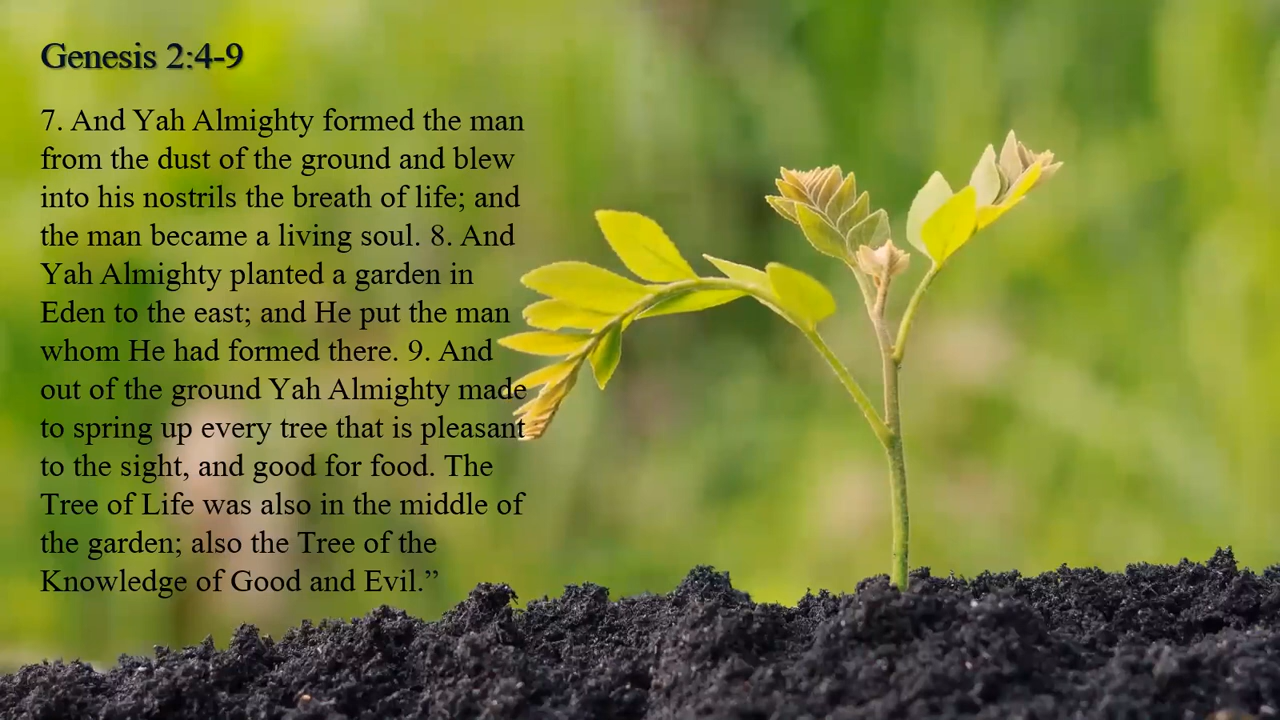 Genesis 2:4-9
7. And Yah Almighty formed the man
from the dust of the ground and blew
into his nostrils the breath of life; and
the man became a living soul. 8. And
Yah Almighty planted a garden in
Eden to the east; and He put the man
whom He had formed there. 9. And
out of the ground Yah Almighty made
to spring up every tree that is pleasant
to the sight, and good for food. The
Tree of Life was also in the middle of
the garden; also the Tree of the
Knowledge of Good and Evil.”